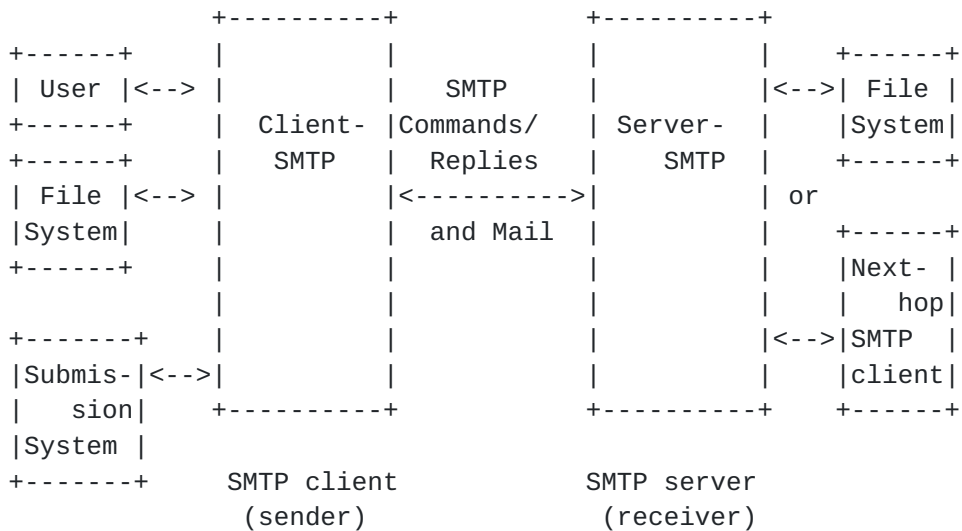 +----------+                +----------+
+------+        |          |                |          |      +------+
| User |<-->    |          |      SMTP      |          |<-->| File |
+------+        |  Client- |Commands/       | Server-  |    |System|
+------+        |   SMTP   |   Replies      |    SMTP  |    +------+
| File |<-->    |          |<-------------->|          | or
|System|        |          |   and Mail     |          |    +------+
+------+        |          |                |          |    |Next- |
                |          |                |          |    |   hop|
+-------+       |          |                |          |<-->|SMTP  |
|Submis-|<-->|          |                |          |    |client|
|   sion|    +----------+                +----------+    +------+
|System |
+-------+     SMTP client                SMTP server
               (sender)                   (receiver)